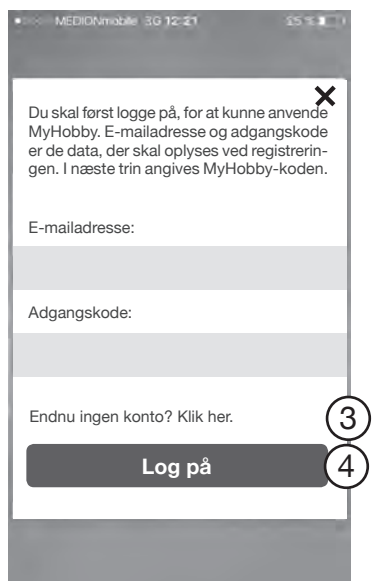 MEDIONmobile 3G 12:21 25 %
Du skal først logge på, for at kunne anvende
MyHobby. E-mailadresse og adgangskode
er de data, der skal oplyses ved registrerin-
gen. I næste trin angives MyHobby-koden.
E-mailadresse:
Adgangskode:
Endnu ingen konto? Klik her.
3
Log på
4